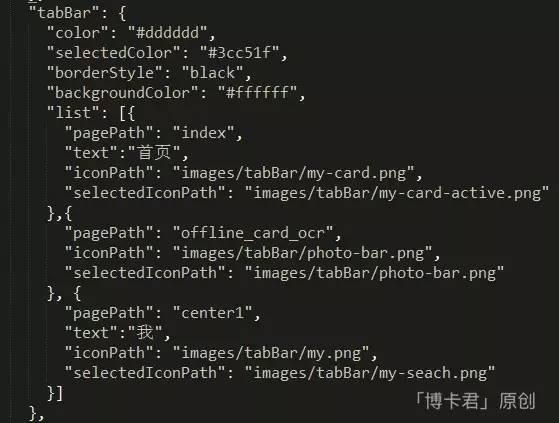 "tabBar": {
"color": "#dddddd",
"selectedColor": "#3cc51f",
"borderStyle": "black",
"backgroundColor": "#ffffff",
"list": [{
"pagePath": "index",
"text":"首页",
"iconPath": "images/tabBar/my-card.png",
"selectedIconPath": "images/tabBar/my-card-active.png"
},{
"pagePath": "offline_card_ocr",
"iconPath": "images/tabBar/photo-bar.png",
"selectedIconPath": "images/tabBar/photo-bar.png"
}, {
"pagePath": "center1",
"text":"我",
"iconPath": "images/tabBar/my.png",
"selectedIconPath": "images/tabBar/my-seach.png"
}]
},
「博卡君」原创